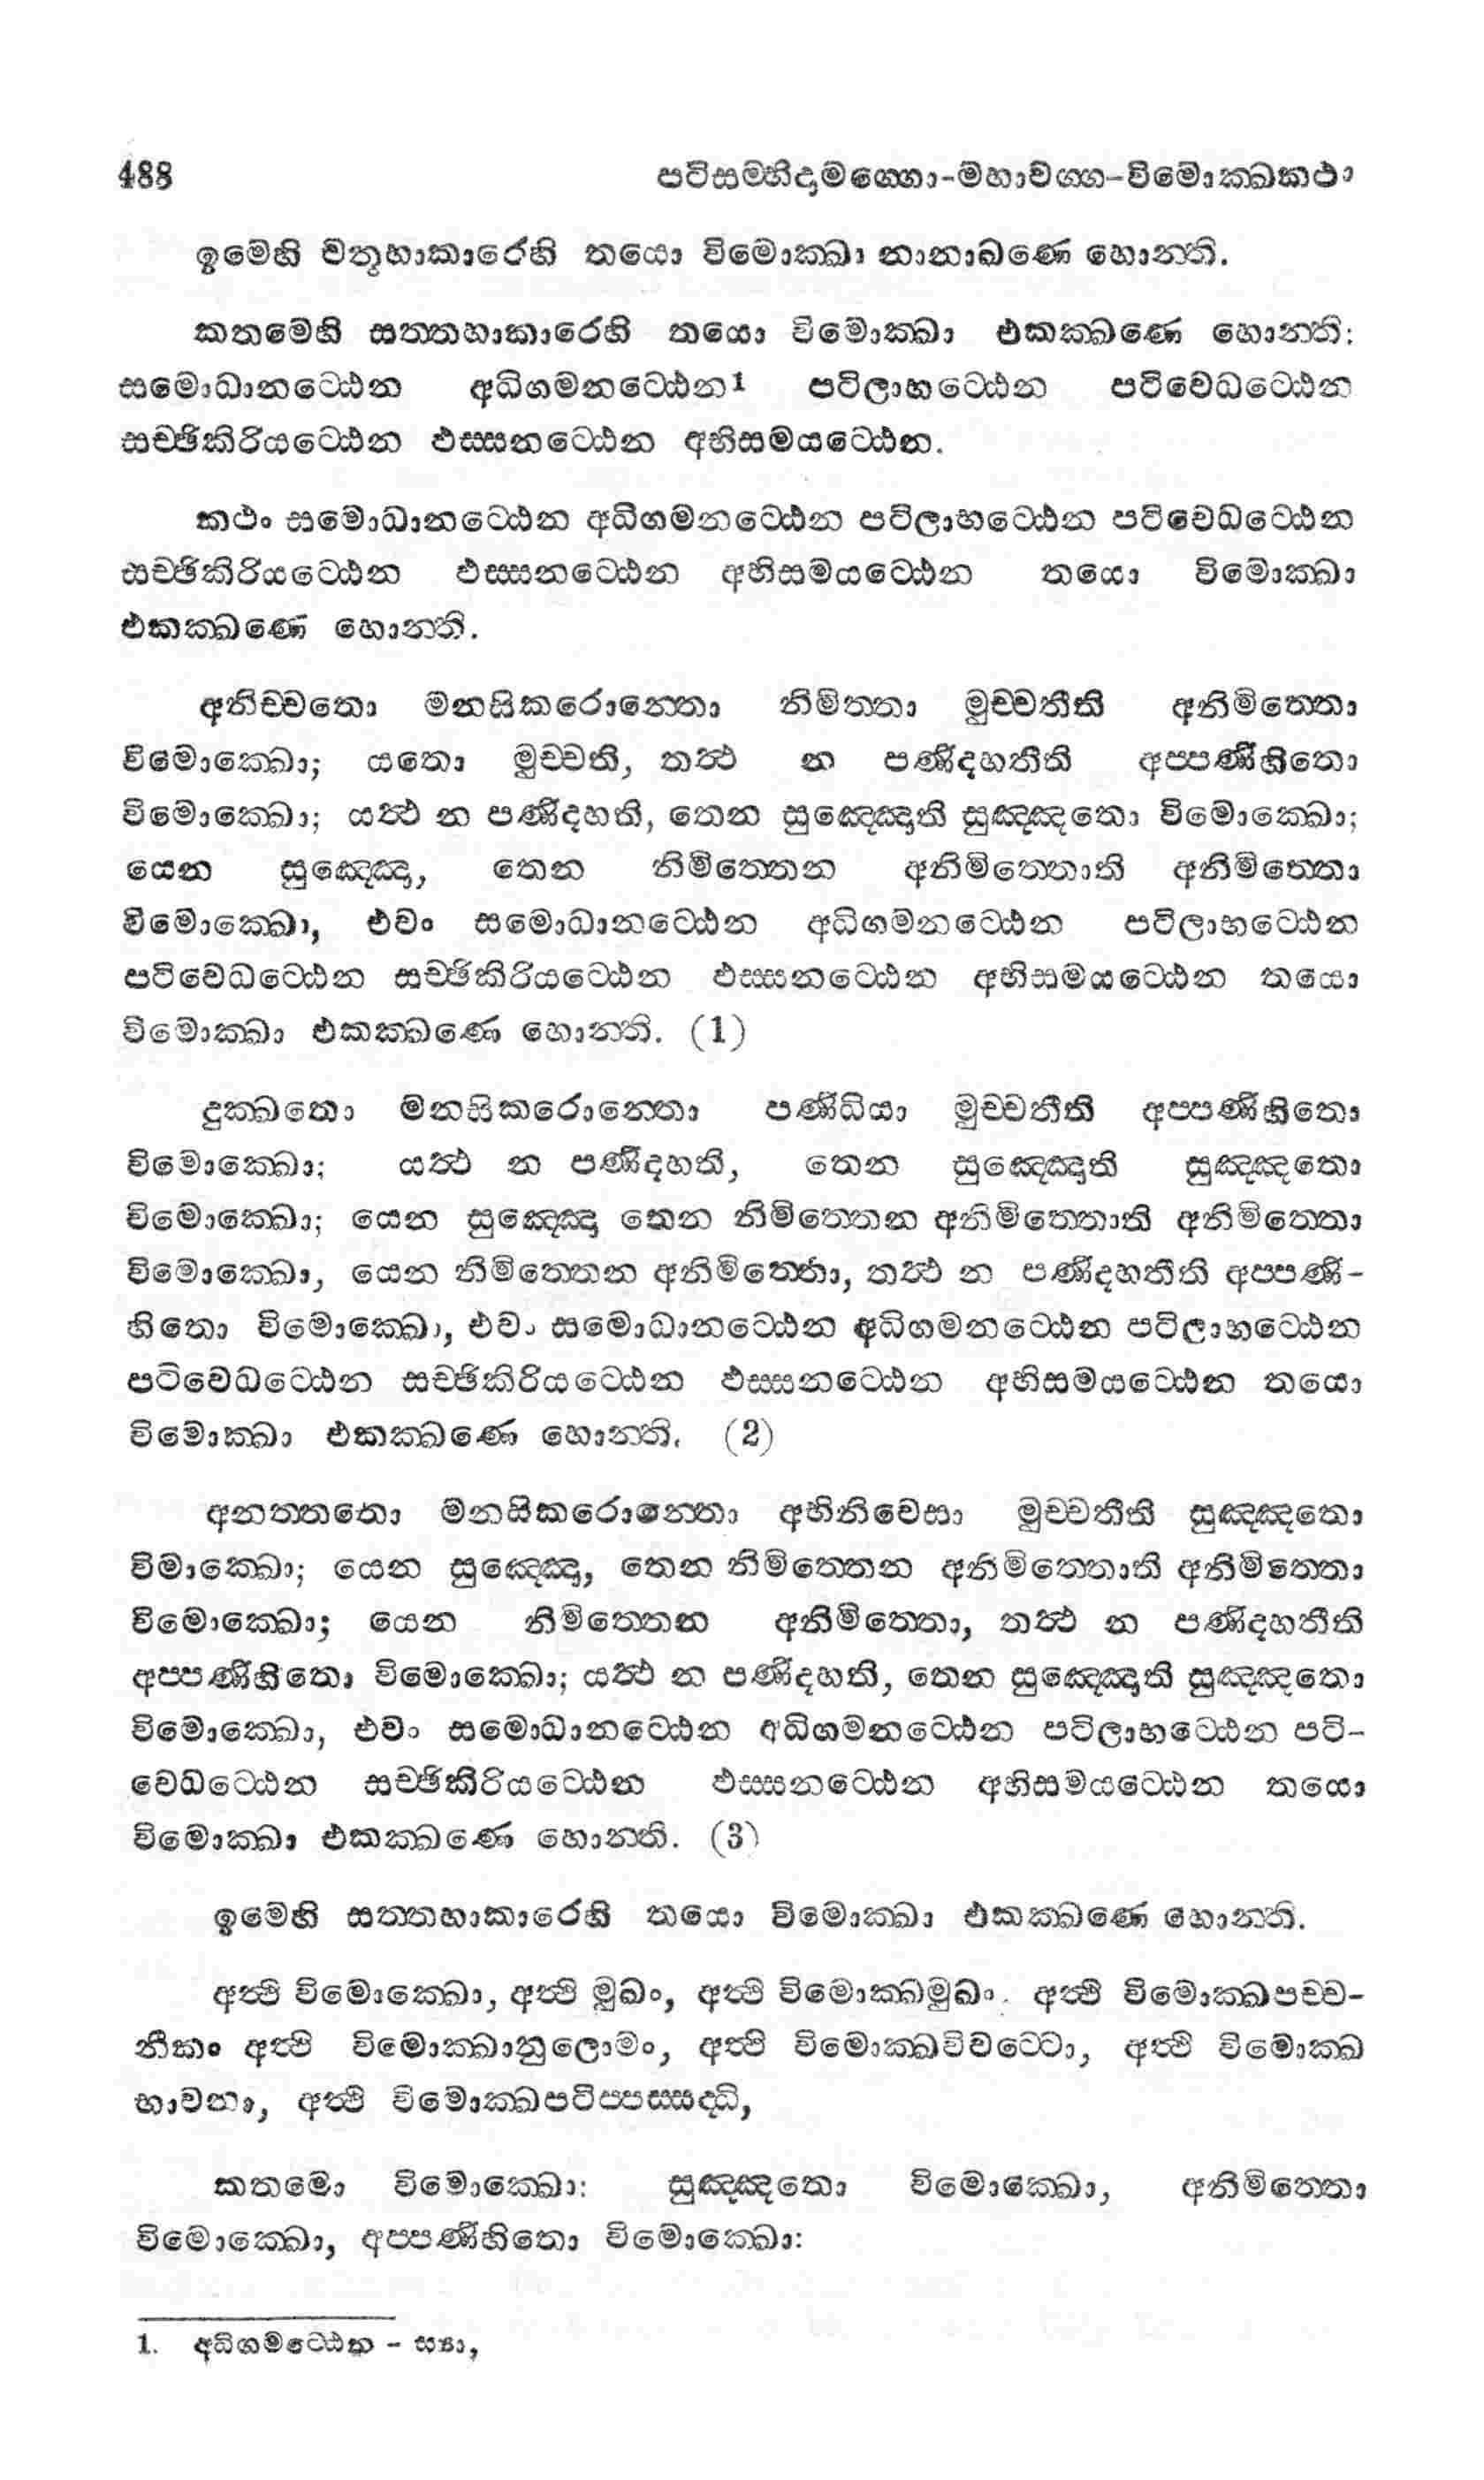 488 පටිසම්භිදාමග්ගො-මහාවග්ග-විමොක්ඛකථා
ඉමෙහි චතූහාකාරෙහි තයො විමොක්ඛා නානාඛණෙ හොන්ති.
කතමෙහි සත්තහාකාරෙහි තයො විමොක්ඛා එකක්ඛණෙ හොන්ති:
සමොධානට්ඨෙන අධිගමනට්ඨෙන1 පටිලාභට්ඨෙන පටිවෙධට්ඨෙන
සච්ඡිකිරියට්ඨෙන ඵස්සනට්ඨෙන අභිසමයට්ඨෙන.
කථං සමොධානට්ඨෙන අධිගමනට්ඨෙන පටිලාභට්ඨෙන පටිවෙධට්ඨෙන
සච්ඡිකිරියට්ඨෙන ඵස්සනට්ඨෙන අභිසමයට්ඨෙන තයො විමොක්ඛා
එකක්ඛණෙ හොන්ති.
අනිච්චතො මනසිකරොන්තො නිමිත්තා මුච්චතීති අනිමිත්තො
විමොක්ඛො; යතො මුච්චති, තත්ථ න පණිදහතීති අප්පණිහිතො
විමොක්ඛො; යත්ථ න පණිදහති, තෙන සුඤ්ඤොති සුඤ්ඤතො විමොක්ඛො;
යෙන සුඤ්ඤො, තෙන නිමිත්තෙන අනිමිත්තොති අනිමිත්තො
විමොක්ඛො, එවං සමොධානට්ඨෙන අධිගමනට්ඨෙන පටිලාභට්ඨෙන
පටිවෙධට්ඨෙන සච්ඡිකිරියට්ඨෙන ඵස්සනට්ඨෙන අභිසමයට්ඨෙන තයො
විමොක්ඛා එකක්ඛණෙ හොන්ති. (1)
දුක්ඛතො මනසිකරොන්තො පණිධියා මුච්චතීති අප්පණිහිතො
විමොක්ඛො; යත්ථ න පණිදහති, තෙන සුඤ්ඤොති සුඤ්ඤතො
විමොක්ඛො; යෙන සුඤ්ඤො තෙන නිමිත්තෙන අනිමිත්තොති අනිමිත්තො
විමොක්ඛො, යෙන නිමිත්තෙන අනිමිත්තො, තත්ථ න පණිදහතීති අප්පණි-
හිතො විමොක්ඛො, එවං සමොධානට්ඨෙන අධිගමනට්ඨෙන පටිලාභට්ඨෙන
පටිවෙධට්ඨෙන සච්ඡිකිරියට්ඨෙන ඵස්සනට්ඨෙන අභිසමයට්ඨෙන තයො
විමොක්ඛා එකක්ඛණෙ හොන්ති. (2)
අනත්තතො මනසිකරොන්තො අභිනිවෙසා මුච්චතීති සුඤ්ඤතො
විමාක්ඛො; යෙන සුඤ්ඤො, තෙන නිමිත්තෙන අනිමිත්තොති අනිමිත්තො
විමොක්ඛො; යෙන නිමිත්තෙන අනිමිත්තො, තත්ථ න පණිදහතීති
අප්පණිහිතො විමොක්ඛො; යත්ථ න පණිදහති, තෙන සුඤ්ඤොති සුඤ්ඤතො
විමොක්ඛො, එවං සමොධානට්ඨෙන අධිගමනට්ඨෙන පටිලාභට්ඨෙන පටි-
වෙධට්ඨෙන සච්ඡිකිරියට්ඨෙන ඵස්සනට්ඨෙන අභිසමයට්ඨෙන තයො
විමොක්ඛා එකක්ඛණෙ හොන්ති. (3)
ඉමෙහි සත්තහාකාරෙහි තයො විමොක්ඛා එකක්ඛණෙ හොන්ති.
අත්ථි විමොක්ඛො, අත්ථි මුඛං, අත්ථි විමොක්ඛමුඛං. අත්ථි විමොක්ඛපච්ච-
නීකං අත්ථි විමොක්ඛානුලොමං, අත්ථි විමොක්ඛවිවට්ටො, අත්ථි විමොක්ඛ
භාවනා, අත්ථි විමොක්ඛපටිප්පස්සද්ධි,
කතමො විමොක්ඛො: සුඤ්ඤතො විමොක්ඛො, අනිමිත්තො
විමොක්ඛො, අප්පණිහිතො විමොක්ඛො:
1. අධිගමට්ඨෙන - ස්‍යා,